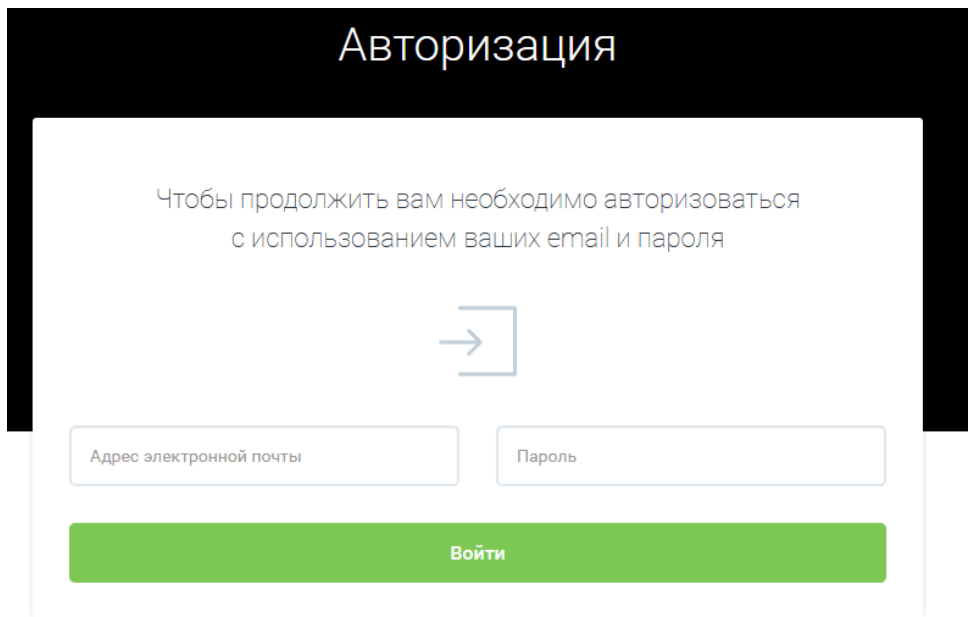 Авторизация
Чтобы продолжить вам необходимо авторизоваться
с использованием ваших email и пароля
Адрес электронной почты
Пароль
Войти